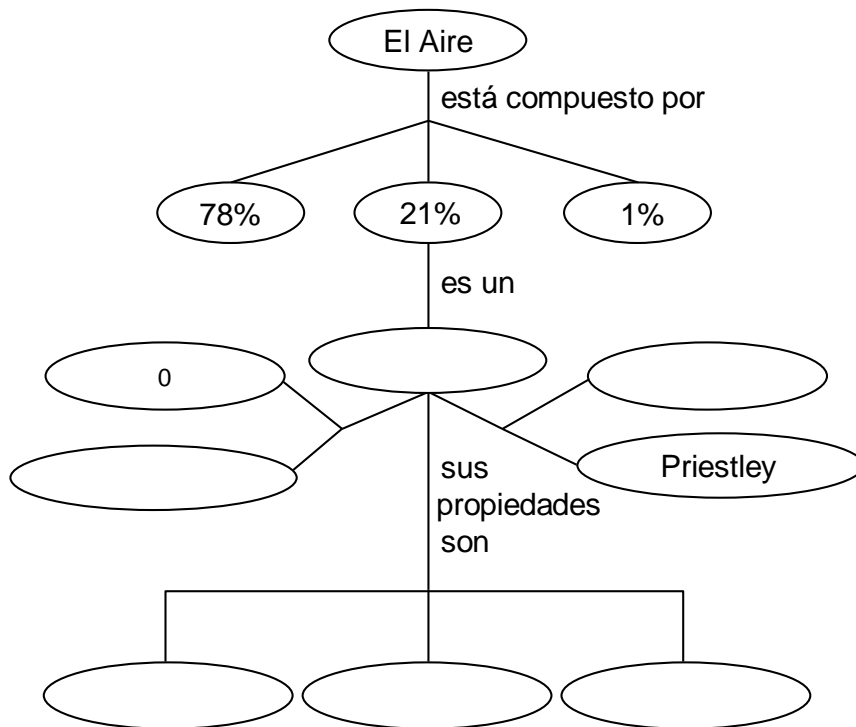 El Aire
está compuesto por
78%
21%
1%
es un
0
sus
propiedades
son
Priestley